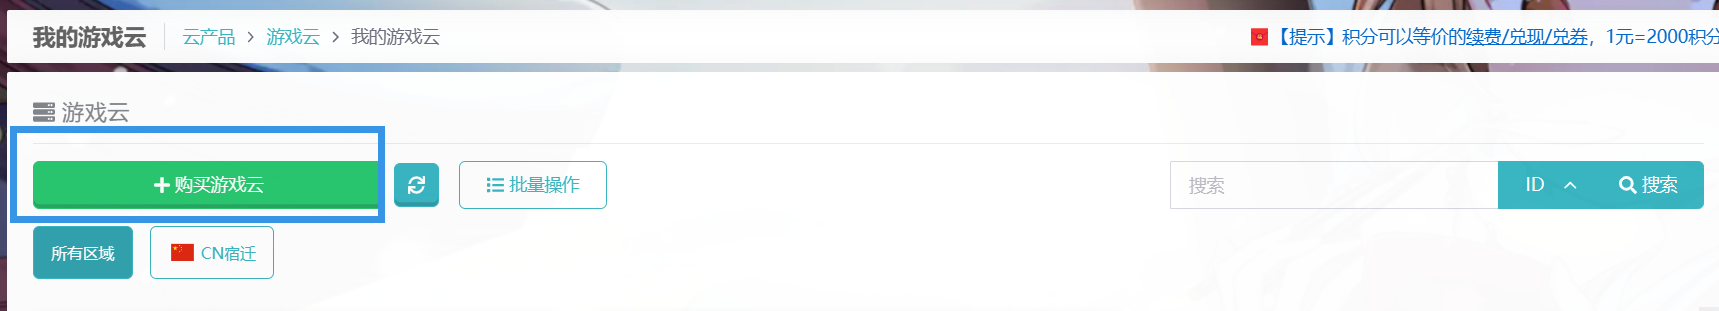 我的游戏云 云产品 > 游戏云 > 我的游戏云 【提示】积分可以等价的续费/兑现/兑券，1元=2000积分
游戏云
购买游戏云 批量操作 搜索 ID 搜索
所有区域 CN宿迁